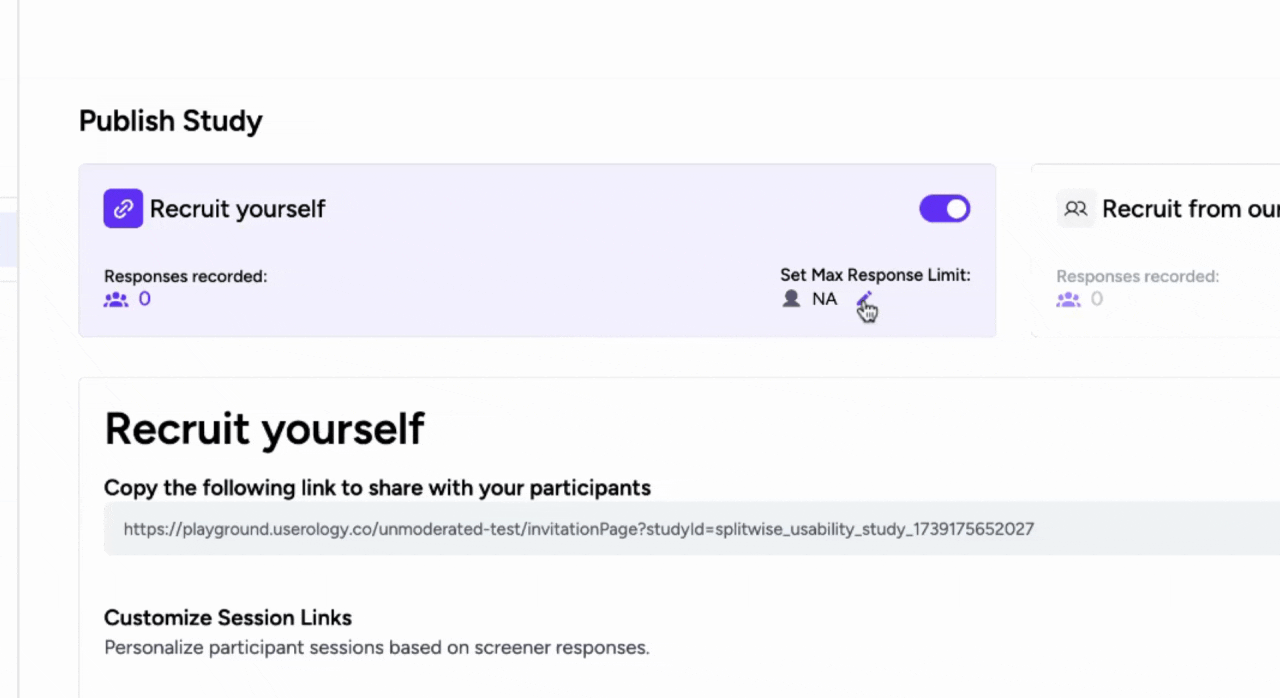 Publish Study
Recruit yourself
Responses recorded:
0
Set Max Response Limit:
NA
Recruit from our
Responses recorded:
0
Recruit yourself
Copy the following link to share with your participants
https://playground.userology.co/unmoderated-test/invitationPage?studyId=splitwise_usability_study_1739175652027
Customize Session Links
Personalize participant sessions based on screener responses.